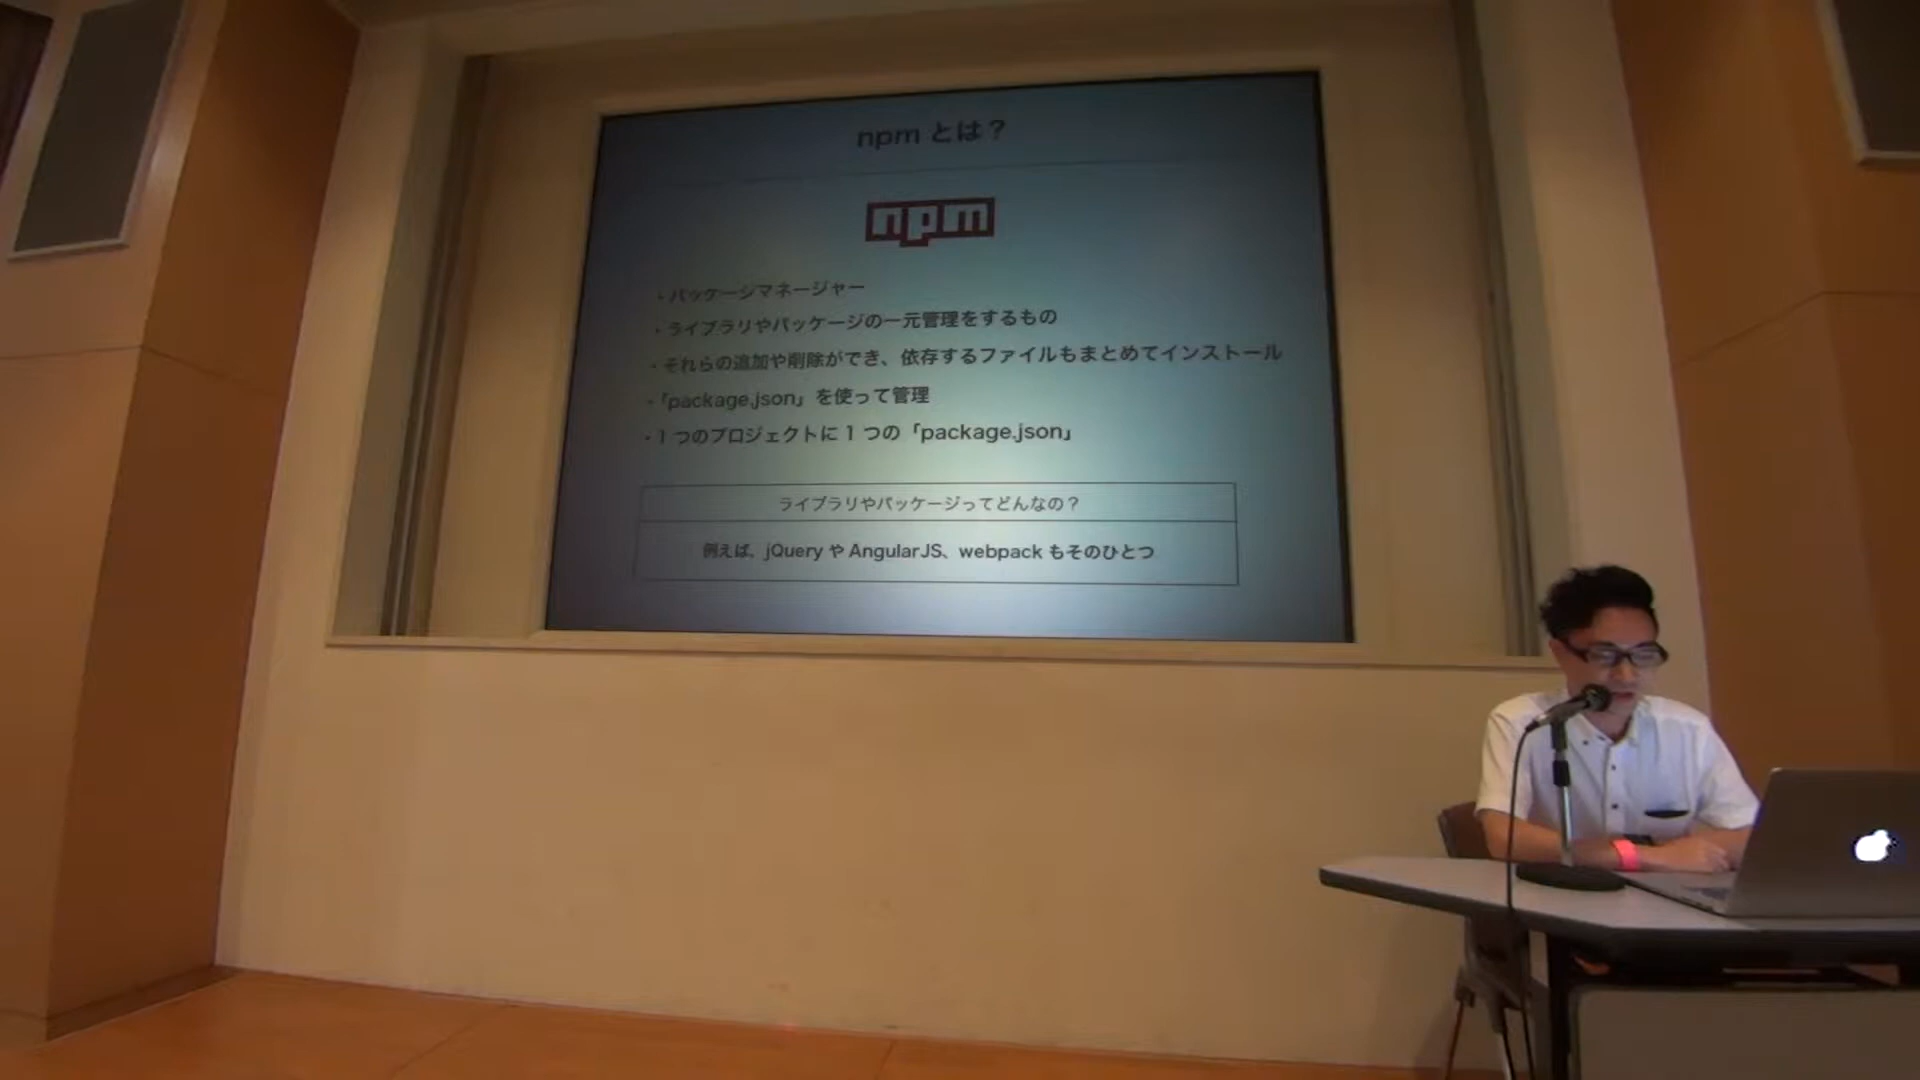 npm とは？
npm
・パッケージマネージャー
・ライブラリやパッケージの一元管理をするもの
・それらの追加や削除ができ、依存するファイルもまとめてインストール
・「package.json」を使って管理
・1 つのプロジェクトに 1 つの「package.json」
ライブラリやパッケージってどんなの？
例えば、jQuery や AngularJS、webpack もそのひとつ